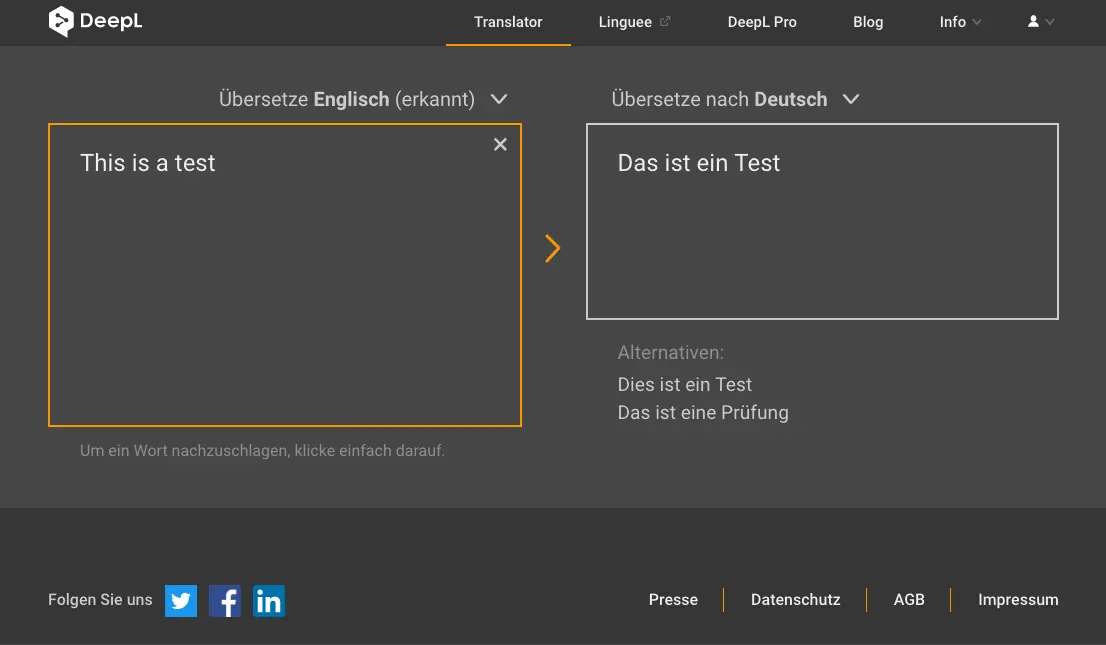 DeepL
Translator Linguee DeepL Pro Blog Info
Übersetze Englisch (erkannt)
Übersetze nach Deutsch
This is a test
Das ist ein Test
Alternativen:
Dies ist ein Test
Das ist eine Prüfung
Um ein Wort nachzuschlagen, klicke einfach darauf.
Folgen Sie uns
Presse Datenschutz AGB Impressum